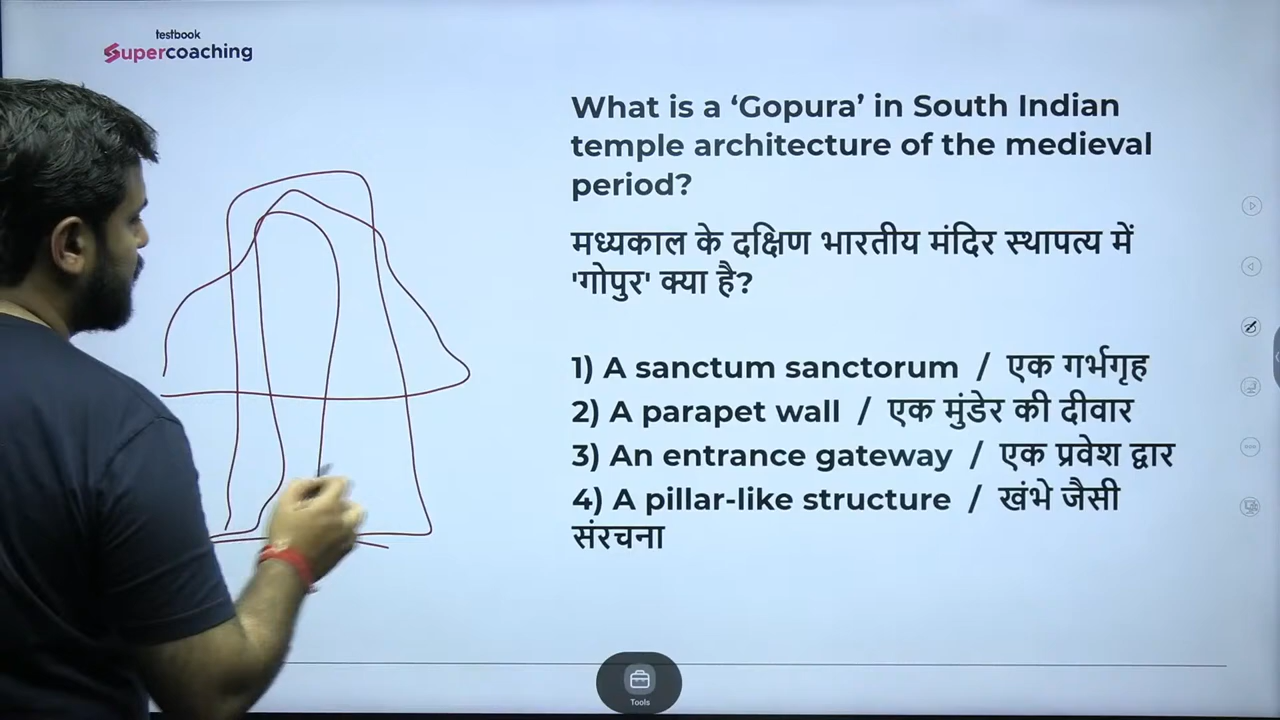 testbook
Supercoaching
What is a ‘Gopura’ in South Indian
temple architecture of the medieval
period?
मध्यकाल के दक्षिण भारतीय मंदिर स्थापत्य में
'गोपुर' क्या है?
1) A sanctum sanctorum / एक गर्भगृह
2) A parapet wall / एक मुंडेर की दीवार
3) An entrance gateway / एक प्रवेश द्वार
4) A pillar-like structure / खंभे जैसी
संरचना
Tools